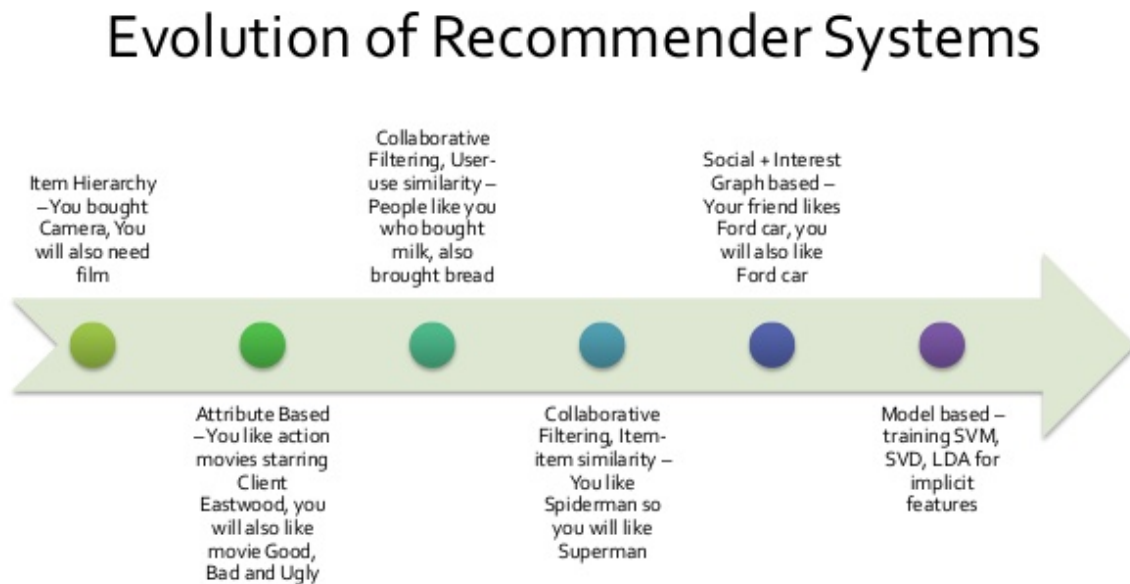 Evolution of Recommender Systems
Item Hierarchy
–You bought
Camera, You
will also need
film
Attribute Based
–You like action
movies starring
Client
Eastwood, you
will also like
movie Good,
Bad and Ugly
Collaborative
Filtering, User-
use similarity –
People like you
who bought
milk, also
brought bread
Collaborative
Filtering, Item-
item similarity –
You like
Spiderman so
you will like
Superman
Social + Interest
Graph based –
Your friend likes
Ford car, you
will also like
Ford car
Model based –
training SVM,
SVD, LDA for
implicit
features